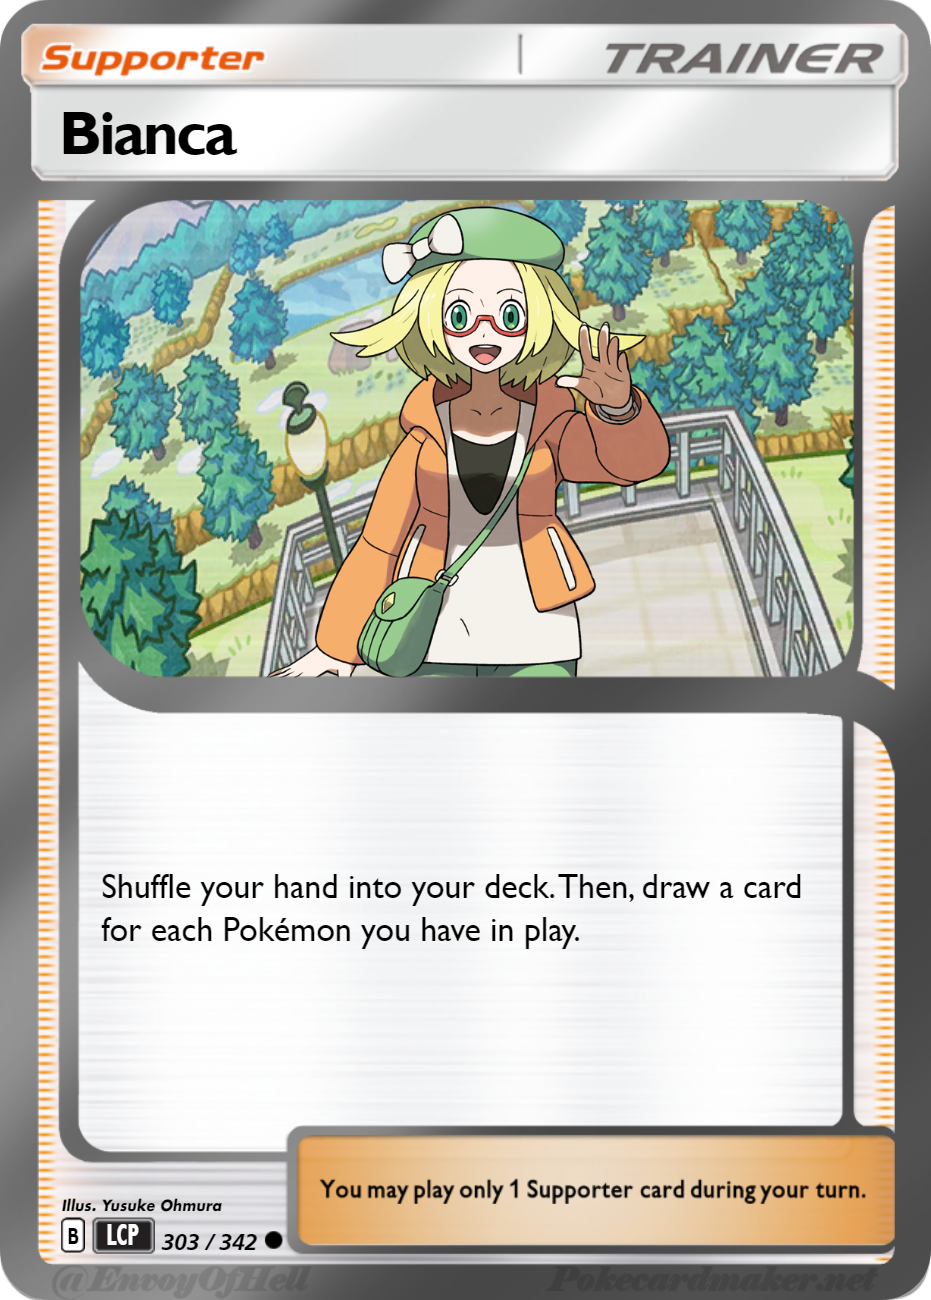 Supporter
TRAINER
Bianca
Shuffle your hand into your deck. Then, draw a card
for each Pokémon you have in play.
You may play only 1 Supporter card during your turn.
Illus. Yusuke Ohmura
B LCP 303 / 342
@EnvoyOfHell
Pokecardmaker.net